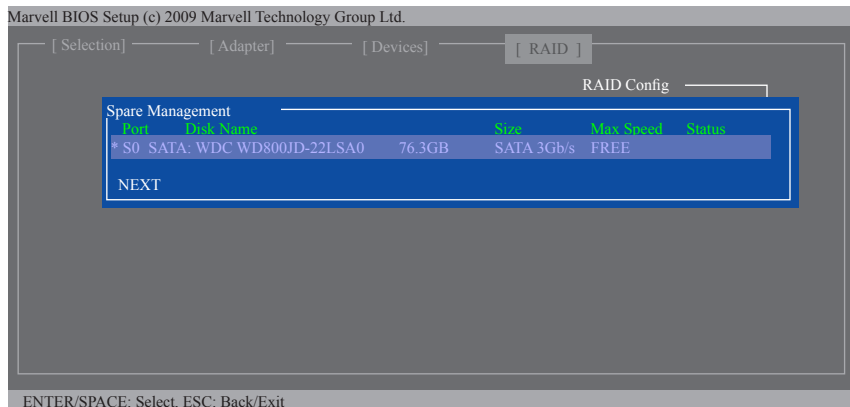 Marvell BIOS Setup (c) 2009 Marvell Technology Group Ltd.
[ Selection] [ Adapter] [ Devices] [ RAID ]
RAID Config
Spare Management
Port Disk Name Size Max Speed Status
* S0 SATA: WDC WD800JD-22LSA0 76.3GB SATA 3Gb/s FREE
NEXT
ENTER/SPACE: Select, ESC: Back/Exit